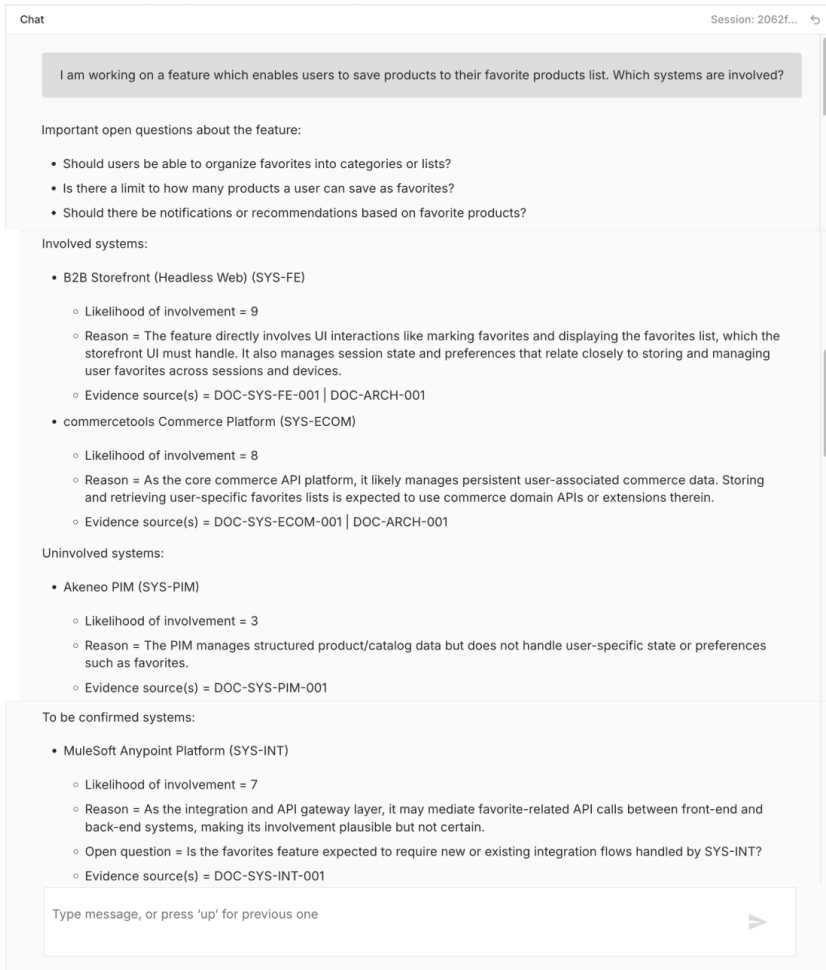 Chat
Session: 2062f...
I am working on a feature which enables users to save products to their favorite products list. Which systems are involved?
Important open questions about the feature:
• Should users be able to organize favorites into categories or lists?
• Is there a limit to how many products a user can save as favorites?
• Should there be notifications or recommendations based on favorite products?
Involved systems:
• B2B Storefront (Headless Web) (SYS-FE)
◦ Likelihood of involvement = 9
◦ Reason = The feature directly involves UI interactions like marking favorites and displaying the favorites list, which the
storefront UI must handle. It also manages session state and preferences that relate closely to storing and managing
user favorites across sessions and devices.
◦ Evidence source(s) = DOC-SYS-FE-001 | DOC-ARCH-001
• commercetools Commerce Platform (SYS-ECOM)
◦ Likelihood of involvement = 8
◦ Reason = As the core commerce API platform, it likely manages persistent user-associated commerce data. Storing
and retrieving user-specific favorites lists is expected to use commerce domain APIs or extensions therein.
◦ Evidence source(s) = DOC-SYS-ECOM-001 | DOC-ARCH-001
Uninvolved systems:
• Akeneo PIM (SYS-PIM)
◦ Likelihood of involvement = 3
◦ Reason = The PIM manages structured product/catalog data but does not handle user-specific state or preferences
such as favorites.
◦ Evidence source(s) = DOC-SYS-PIM-001
To be confirmed systems:
• MuleSoft Anypoint Platform (SYS-INT)
◦ Likelihood of involvement = 7
◦ Reason = As the integration and API gateway layer, it may mediate favorite-related API calls between front-end and
back-end systems, making its involvement plausible but not certain.
◦ Open question = Is the favorites feature expected to require new or existing integration flows handled by SYS-INT?
◦ Evidence source(s) = DOC-SYS-INT-001
Type message, or press ‘up’ for previous one